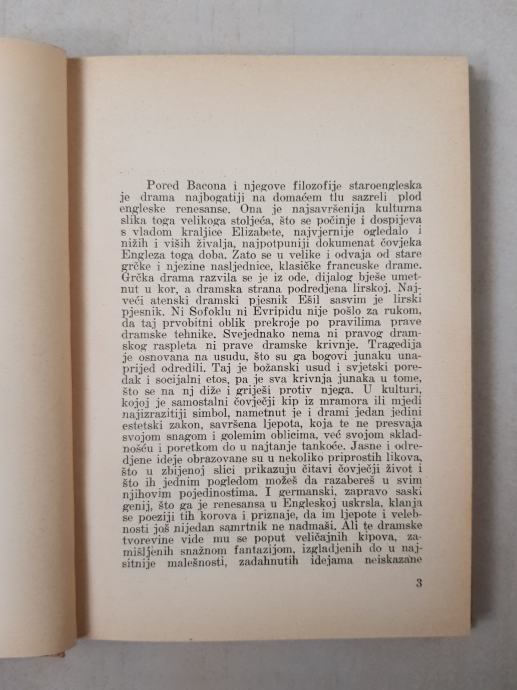 Pored Bacona i njegove filozofije staroengleska
je drama najbogatiji na domaćem tlu sazreli plod
engleske renesanse. Ona je najsavršenija kulturna
slika toga velikoga stoljeća, što se počinje i dospijeva
s vladom kraljice Elizabete, najvjernije ogledalo i
nižih i viših živalja, najpotpuniji dokumenat čovjeka
Engleza toga doba. Zato se u velike i odvaja od stare
grčke i njezine nasljednice, klasičke francuske drame.
Grčka drama razvila se je iz ode, dijalog bješe umet-
nut u kor, a dramska strana podredjena lirskoj. Naj-
veći atenski dramski pjesnik Ešil sasvim je lirski
pjesnik. Ni Sofoklu ni Evripidu nije pošlo za rukom,
da taj prvobitni oblik prekroje po pravilima prave
dramske tehnike. Svejednako nema ni pravog dram-
skog raspleta ni prave dramske krivnje. Tragedija
je osnovana na usudu, što su ga bogovi junaku una-
prijed odredili. Taj je božanski usud i svjetski pore-
dak i socijalni etos, pa je sva krivnja junaka u tome,
što se na nj diže i griješi protiv njega. U kulturi,
kojoj je samostalni čovječji kip iz mramora ili mjedi
najizrazitiji simbol, nametnut je i drami jedan jedini
estetski zakon, savršena ljepota, koja te ne presvaja
svojom snagom i golemim oblicima, već svojom sklad-
nošću i poretkom do u najtanje tankoće. Jasne i odre-
djene ideje obrazovane su u nekoliko priprostih likova,
što u zbijenoj slici prikazuju čitavi čovječji život i
što ih jednim pogledom možeš da razabereš u svim
njihovim pojedinostima. I germanski, zapravo saski
genij, što ga je renesansa u Engleskoj uskrsla, klanja
se poeziji tih korova i priznaje, da im ljepote i veleb-
nosti još nijedan samrtnik ne nadmaši. Ali te dramske
tvorevine vide mu se poput veličajnih kipova, za-
mišljenih snažnom fantazijom, izgladjenih do u naj-
sitnije malešnosti, zadahnutih idejama neiskazane
3